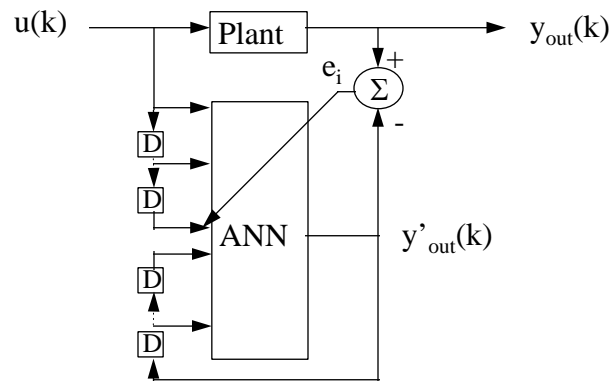 u(k)
Plant
y_out(k)
+
e_i
Σ
-
D
D
ANN
y’_out(k)
D
D